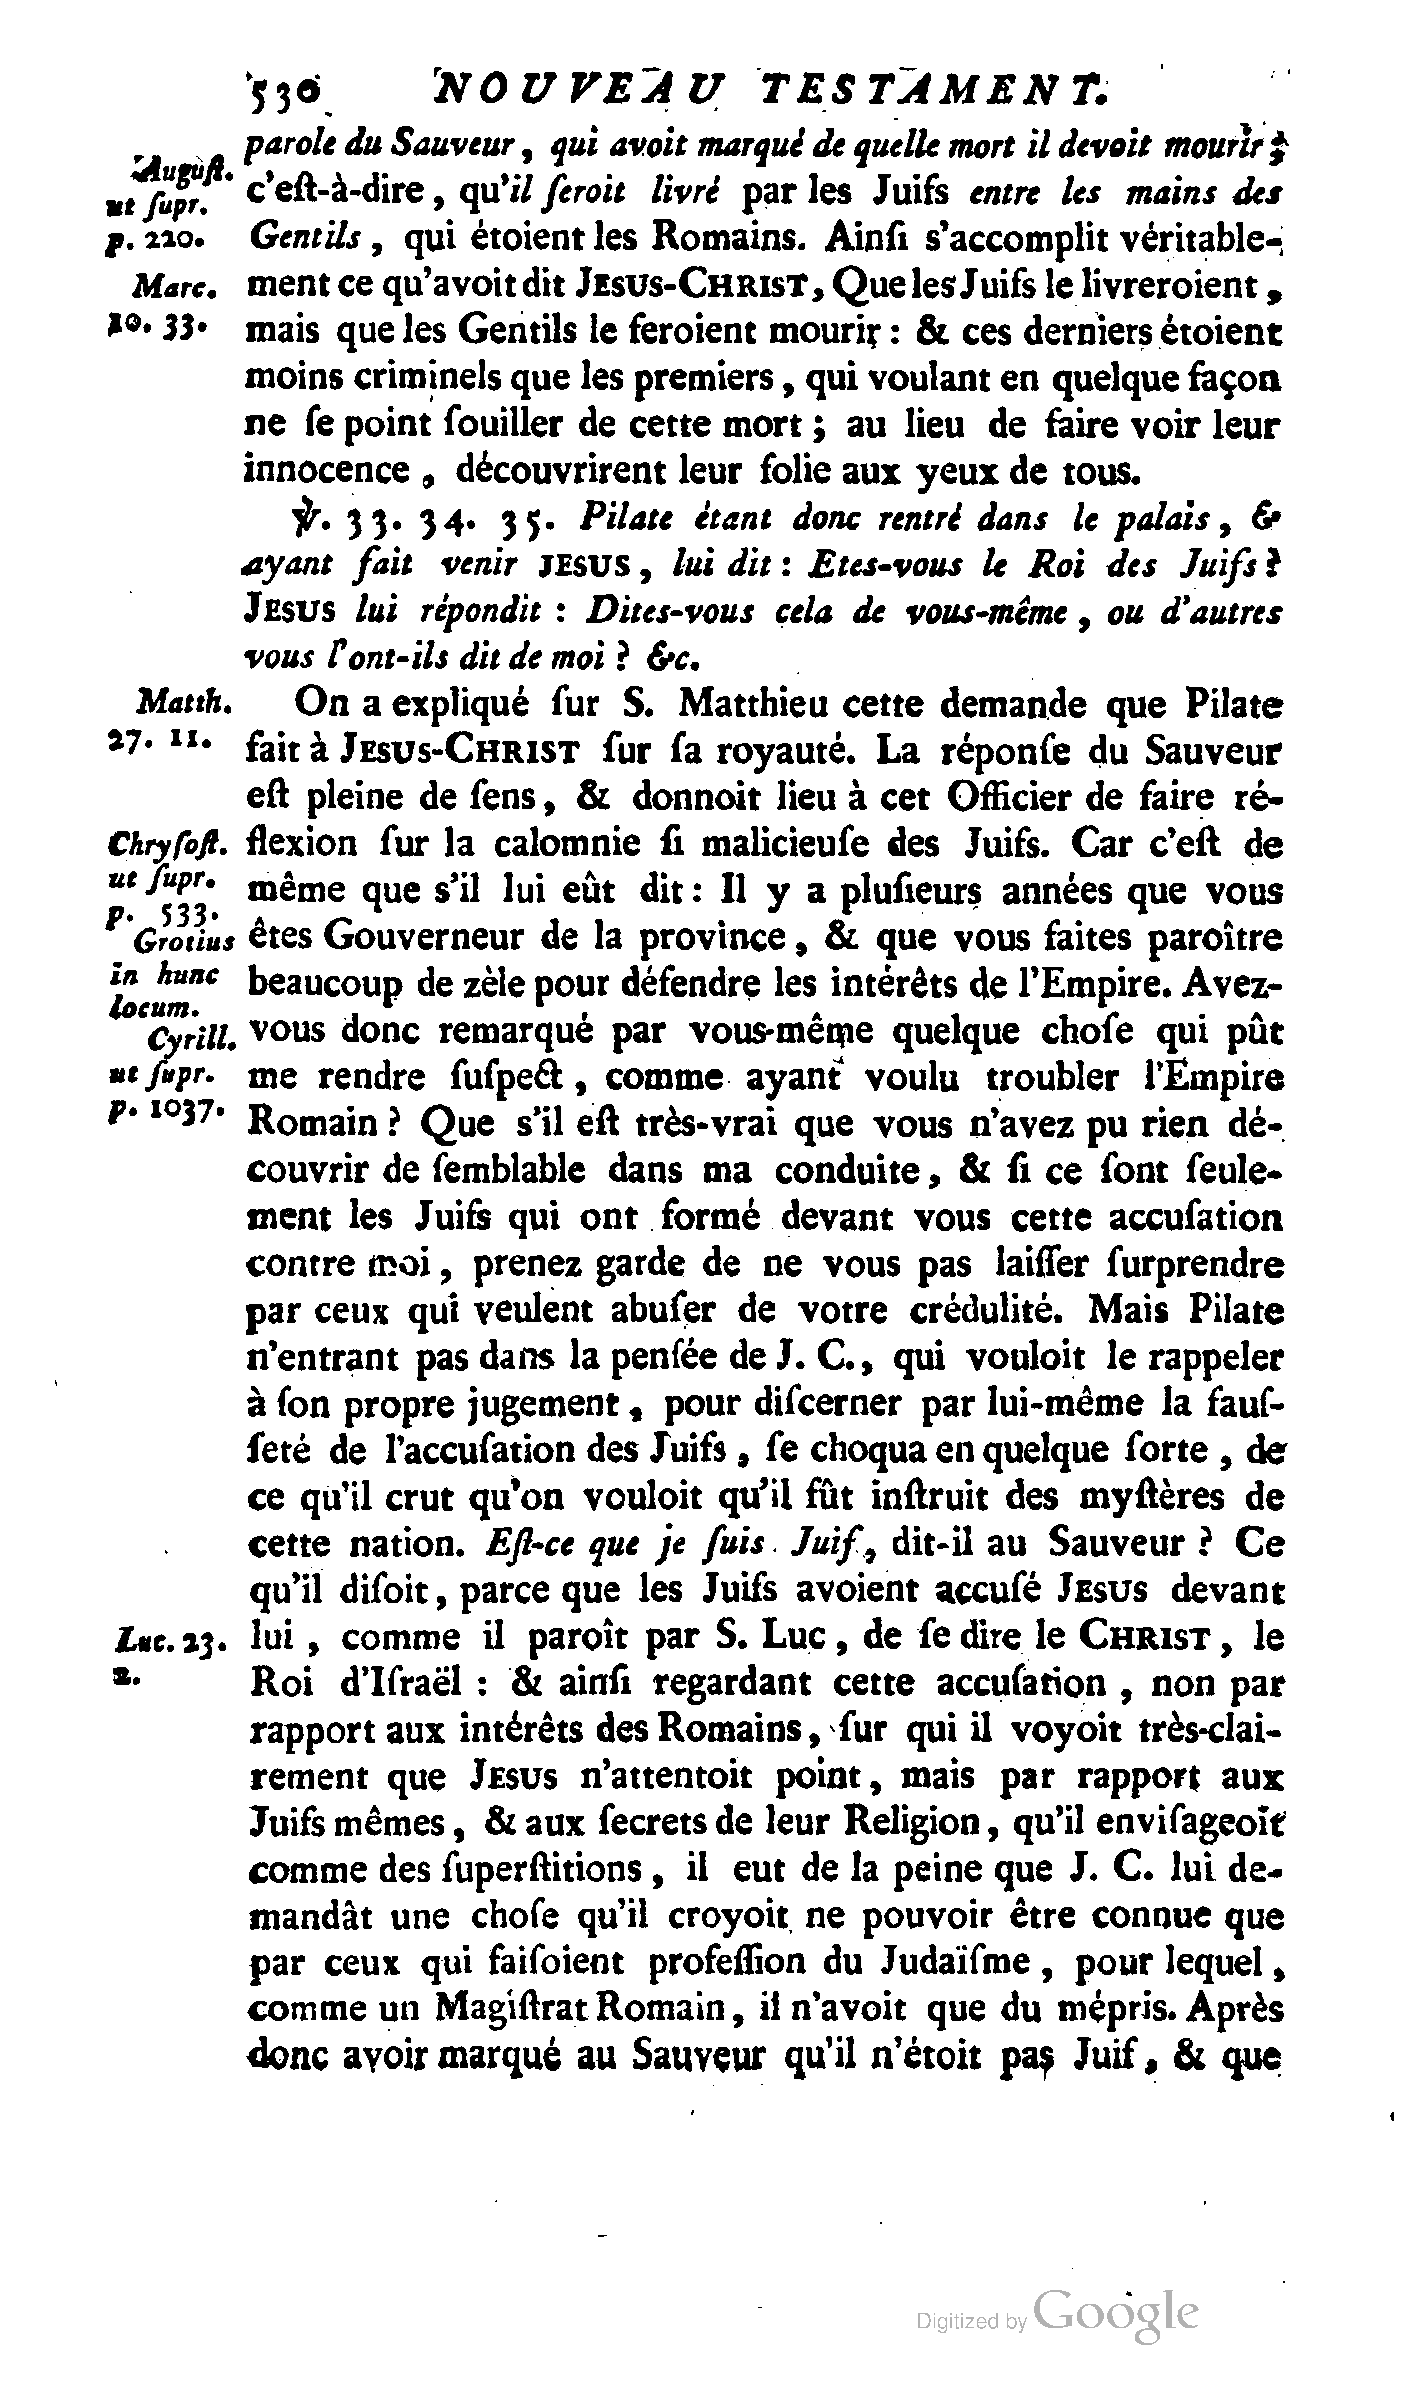 530 NOUVEAU TESTAMENT.
parole du Sauveur, qui avoit marqué de quelle mort il devoit mourir;
August.
ut ſupr.
p. 220.
c'eſt-à-dire, qu'il ſeroit livré par les Juifs entre les mains des
Gentils, qui étoient les Romains. Ainſi s'accomplit véritable-
Marc.
10. 33.
ment ce qu'avoit dit JESUS-CHRIST, Que les Juifs le livreroient,
mais que les Gentils le feroient mourir: & ces derniers étoient
moins criminels que les premiers, qui voulant en quelque façon
ne ſe point ſouiller de cette mort; au lieu de faire voir leur
innocence, découvrirent leur folie aux yeux de tous.
℣. 33. 34. 35. Pilate étant donc rentré dans le palais, &
ayant fait venir JESUS, lui dit: Etes-vous le Roi des Juifs?
JESUS lui répondit: Dites-vous cela de vous-même, ou d'autres
vous l'ont-ils dit de moi? &c.
Matth.
27. 11.
On a expliqué ſur S. Matthieu cette demande que Pilate
fait à JESUS-CHRIST ſur ſa royauté. La réponſe du Sauveur
eſt pleine de ſens, & donnoit lieu à cet Officier de faire ré-
Chryſoſt.
ut ſupr.
p. 533.
flexion ſur la calomnie ſi malicieuſe des Juifs. Car c'eſt de
même que s'il lui eût dit: Il y a pluſieurs années que vous
Grotius
in hunc
locum.
êtes Gouverneur de la province, & que vous faites paroître
beaucoup de zèle pour défendre les intérêts de l'Empire. Avez-
Cyrill.
ut ſupr.
p. 1037.
vous donc remarqué par vous-même quelque choſe qui pût
me rendre ſuſpect, comme ayant voulu troubler l'Empire
Romain? Que s'il eſt très-vrai que vous n'avez pu rien dé-
couvrir de ſemblable dans ma conduite, & ſi ce ſont ſeule-
ment les Juifs qui ont formé devant vous cette accuſation
contre moi, prenez garde de ne vous pas laiſſer ſurprendre
par ceux qui veulent abuſer de votre crédulité. Mais Pilate
n'entrant pas dans la penſée de J. C., qui vouloit le rappeler
à ſon propre jugement, pour diſcerner par lui-même la fauſ-
ſeté de l'accuſation des Juifs, ſe choqua en quelque ſorte, de
ce qu'il crut qu'on vouloit qu'il fût inſtruit des myſtères de
cette nation. Eſt-ce que je ſuis Juif, dit-il au Sauveur? Ce
qu'il diſoit, parce que les Juifs avoient accuſé JESUS devant
Luc. 23.
2.
lui, comme il paroît par S. Luc, de ſe dire le CHRIST, le
Roi d'Iſraël: & ainſi regardant cette accuſation, non par
rapport aux intérêts des Romains, ſur qui il voyoit très-clai-
rement que JESUS n'attentoit point, mais par rapport aux
Juifs mêmes, & aux ſecrets de leur Religion, qu'il enviſageoit
comme des ſuperſtitions, il eut de la peine que J. C. lui de-
mandât une choſe qu'il croyoit ne pouvoir être connue que
par ceux qui faiſoient profeſſion du Judaïſme, pour lequel,
comme un Magiſtrat Romain, il n'avoit que du mépris. Après
donc avoir marqué au Sauveur qu'il n'étoit pas Juif, & que
Digitized by Google